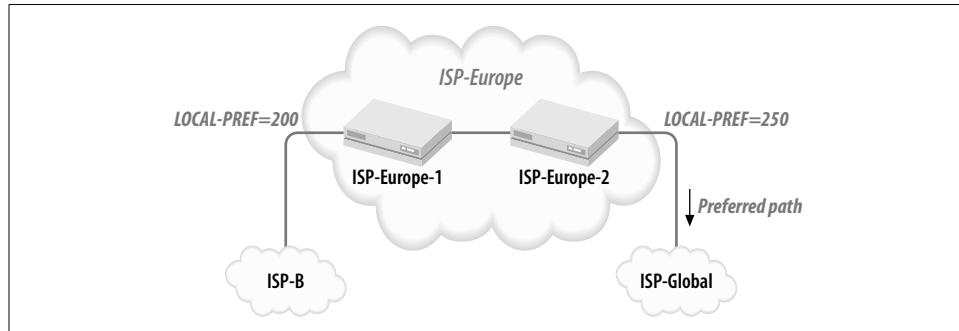 ISP-Europe
LOCAL-PREF=200
LOCAL-PREF=250
ISP-Europe-1
ISP-Europe-2
Preferred path
ISP-B
ISP-Global